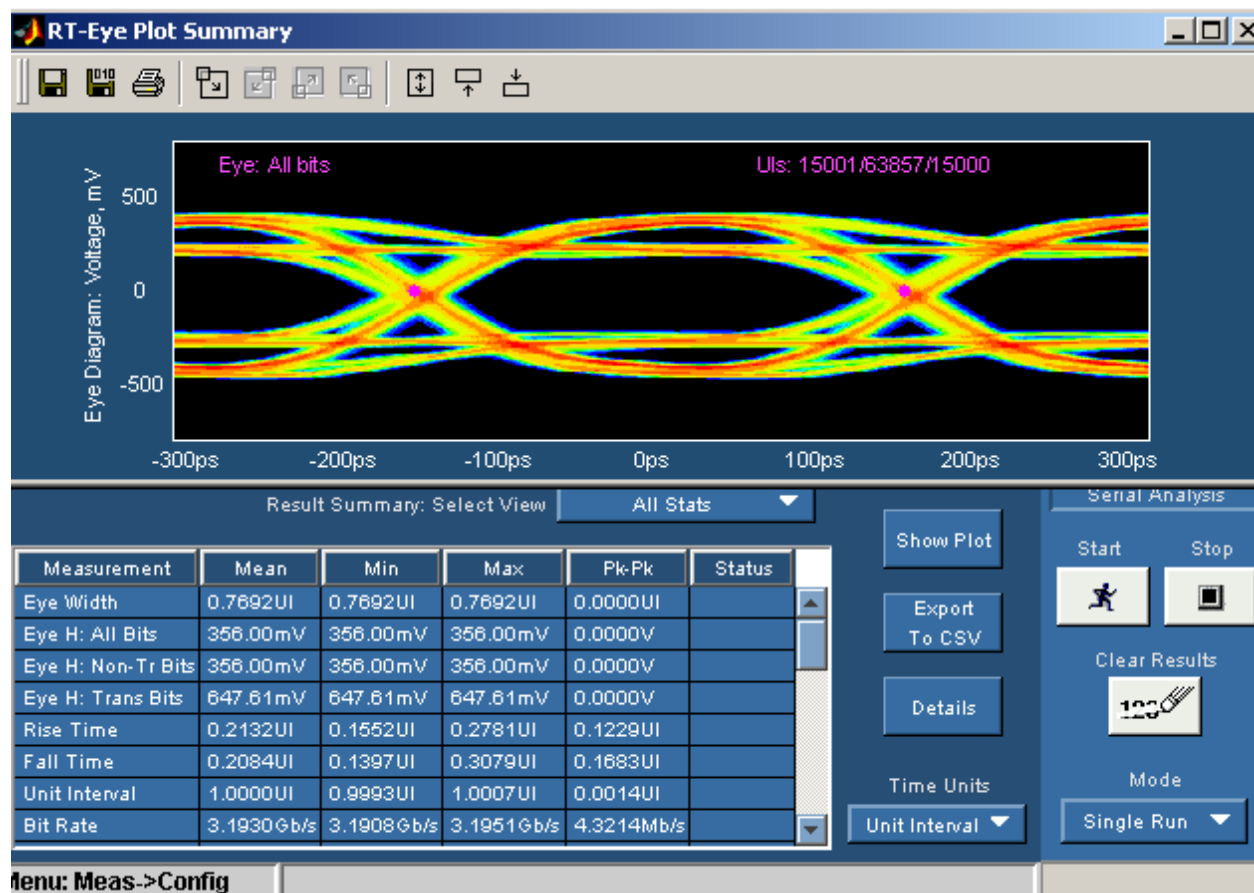 RT-Eye Plot Summary
010
Eye: All bits
UIs: 15001/63857/15000
Eye Diagram: Voltage, mV
500
0
-500
-300ps -200ps -100ps 0ps 100ps 200ps 300ps
Result Summary: Select View All Stats
Measurement Mean Min Max Pk-Pk Status
Eye Width 0.7692UI 0.7692UI 0.7692UI 0.0000UI
Eye H: All Bits 356.00mV 356.00mV 356.00mV 0.0000V
Eye H: Non-Tr Bits 356.00mV 356.00mV 356.00mV 0.0000V
Eye H: Trans Bits 647.61mV 647.61mV 647.61mV 0.0000V
Rise Time 0.2132UI 0.1552UI 0.2781UI 0.1229UI
Fall Time 0.2084UI 0.1397UI 0.3079UI 0.1683UI
Unit Interval 1.0000UI 0.9993UI 1.0007UI 0.0014UI
Bit Rate 3.1930Gb/s 3.1908Gb/s 3.1951Gb/s 4.3214Mb/s
Show Plot
Export
To CSV
Details
Time Units
Unit Interval
Serial Analysis
Start Stop
Clear Results
123
Mode
Single Run
Menu: Meas->Config